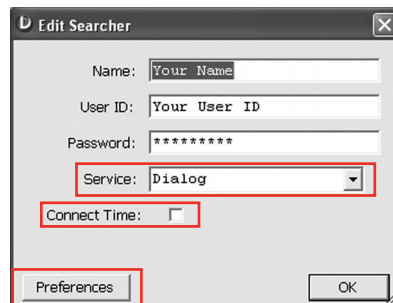 Edit Searcher
Name: Your Name
User ID: Your User ID
Password: *********
Service: Dialog
Connect Time:
Preferences OK